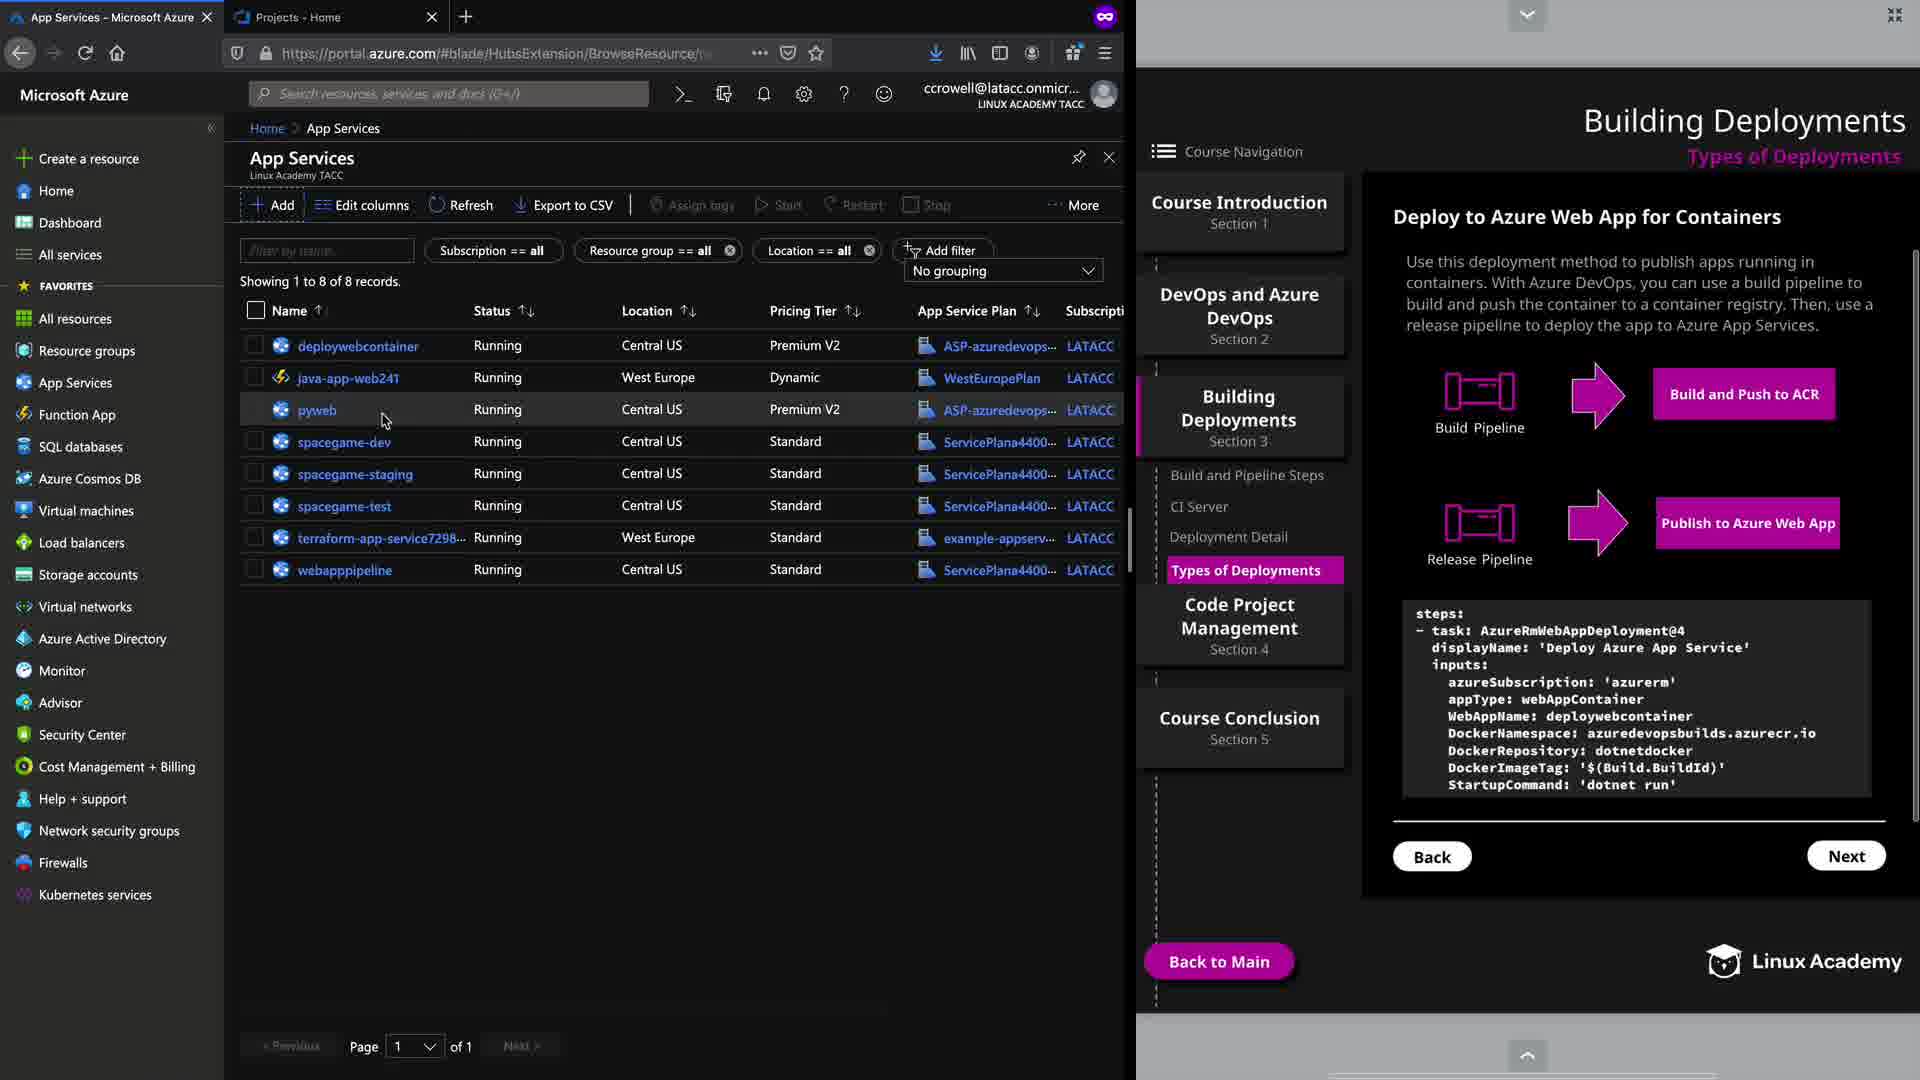 App Services - Microsoft Azure
Projects - Home
https://portal.azure.com/#blade/HubsExtension/BrowseResource/
Microsoft Azure
Search resources, services, and docs (G+/)
ccrowell@latacc.onmicr...
LINUX ACADEMY TACC
Create a resource
Home
Dashboard
All services
FAVORITES
All resources
Resource groups
App Services
Function App
SQL databases
Azure Cosmos DB
Virtual machines
Load balancers
Storage accounts
Virtual networks
Azure Active Directory
Monitor
Advisor
Security Center
Cost Management + Billing
Help + support
Network security groups
Firewalls
Kubernetes services
Home > App Services
App Services
Linux Academy TACC
Add Edit columns Refresh Export to CSV Assign tags Start Restart Stop ... More
Filter by name...
Subscription == all
Resource group == all
Location == all
Add filter
Showing 1 to 8 of 8 records.
No grouping
Name Status Location Pricing Tier App Service Plan Subscripti
deploywebcontainer Running Central US Premium V2 ASP-azuredevops... LATACC
java-app-web241 Running West Europe Dynamic WestEuropePlan LATACC
pyweb Running Central US Premium V2 ASP-azuredevops... LATACC
spacegame-dev Running Central US Standard ServicePlana4400... LATACC
spacegame-staging Running Central US Standard ServicePlana4400... LATACC
spacegame-test Running Central US Standard ServicePlana4400... LATACC
terraform-app-service7298... Running West Europe Standard example-appserv... LATACC
webapppipeline Running Central US Standard ServicePlana4400... LATACC
< Previous Page 1 of 1 Next >
Building Deployments
Types of Deployments
Course Navigation
Course Introduction
Section 1
DevOps and Azure
DevOps
Section 2
Building
Deployments
Section 3
Build and Pipeline Steps
CI Server
Deployment Detail
Types of Deployments
Code Project
Management
Section 4
Course Conclusion
Section 5
Back to Main
Deploy to Azure Web App for Containers
Use this deployment method to publish apps running in
containers. With Azure DevOps, you can use a build pipeline to
build and push the container to a container registry. Then, use a
release pipeline to deploy the app to Azure App Services.
Build Pipeline
Build and Push to ACR
Release Pipeline
Publish to Azure Web App
steps:
- task: AzureRmWebAppDeployment@4
displayName: 'Deploy Azure App Service'
inputs:
azureSubscription: 'azurerm'
appType: webAppContainer
WebAppName: deploywebcontainer
DockerNamespace: azuredevopsbuilds.azurecr.io
DockerRepository: dotnetdocker
DockerImageTag: '$(Build.BuildId)'
StartupCommand: 'dotnet run'
Back
Next
Linux Academy